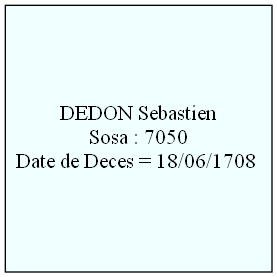 DEDON Sebastien
Sosa : 7050
Date de Deces = 18/06/1708